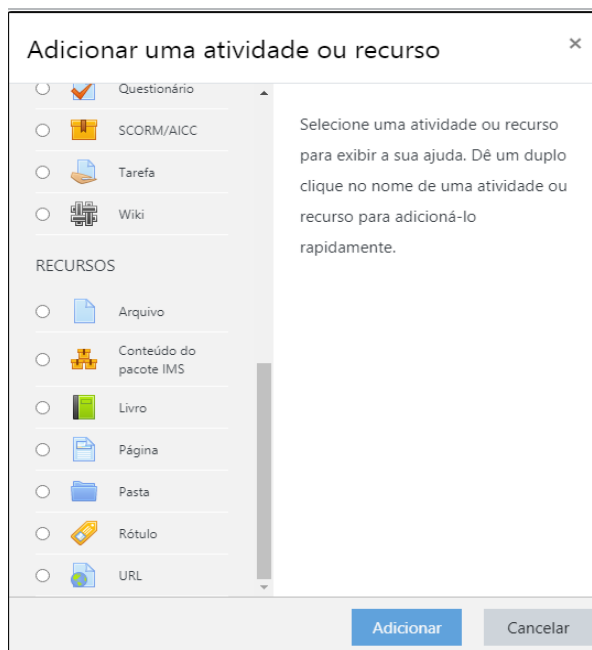 Adicionar uma atividade ou recurso
×
Questionário
SCORM/AICC
Tarefa
Wiki
RECURSOS
Arquivo
Conteúdo do
pacote IMS
Livro
Página
Pasta
Rótulo
URL
Selecione uma atividade ou recurso
para exibir a sua ajuda. Dê um duplo
clique no nome de uma atividade ou
recurso para adicioná-lo
rapidamente.
Adicionar
Cancelar